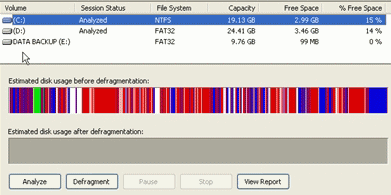 Volume Session Status File System Capacity Free Space % Free Space
(C:) Analyzed NTFS 19.13 GB 2.99 GB 15 %
(D:) Analyzed FAT32 24.41 GB 3.46 GB 14 %
DATA BACKUP (E:) FAT32 9.76 GB 99 MB 0 %
Estimated disk usage before defragmentation:
Estimated disk usage after defragmentation:
Analyze Defragment Pause Stop View Report